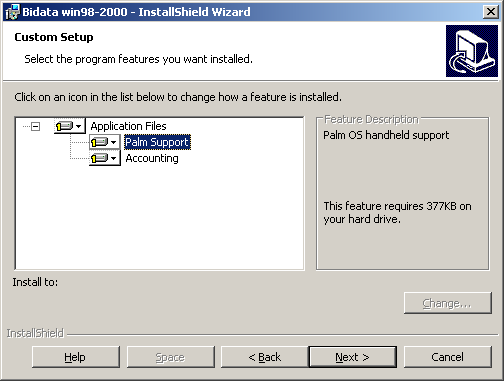 Bidata win98-2000 - InstallShield Wizard
Custom Setup
Select the program features you want installed.
Click on an icon in the list below to change how a feature is installed.
Application Files
Palm Support
Accounting
Feature Description
Palm OS handheld support
This feature requires 377KB on
your hard drive.
Install to:
Change...
InstallShield
Help
Space
< Back
Next >
Cancel